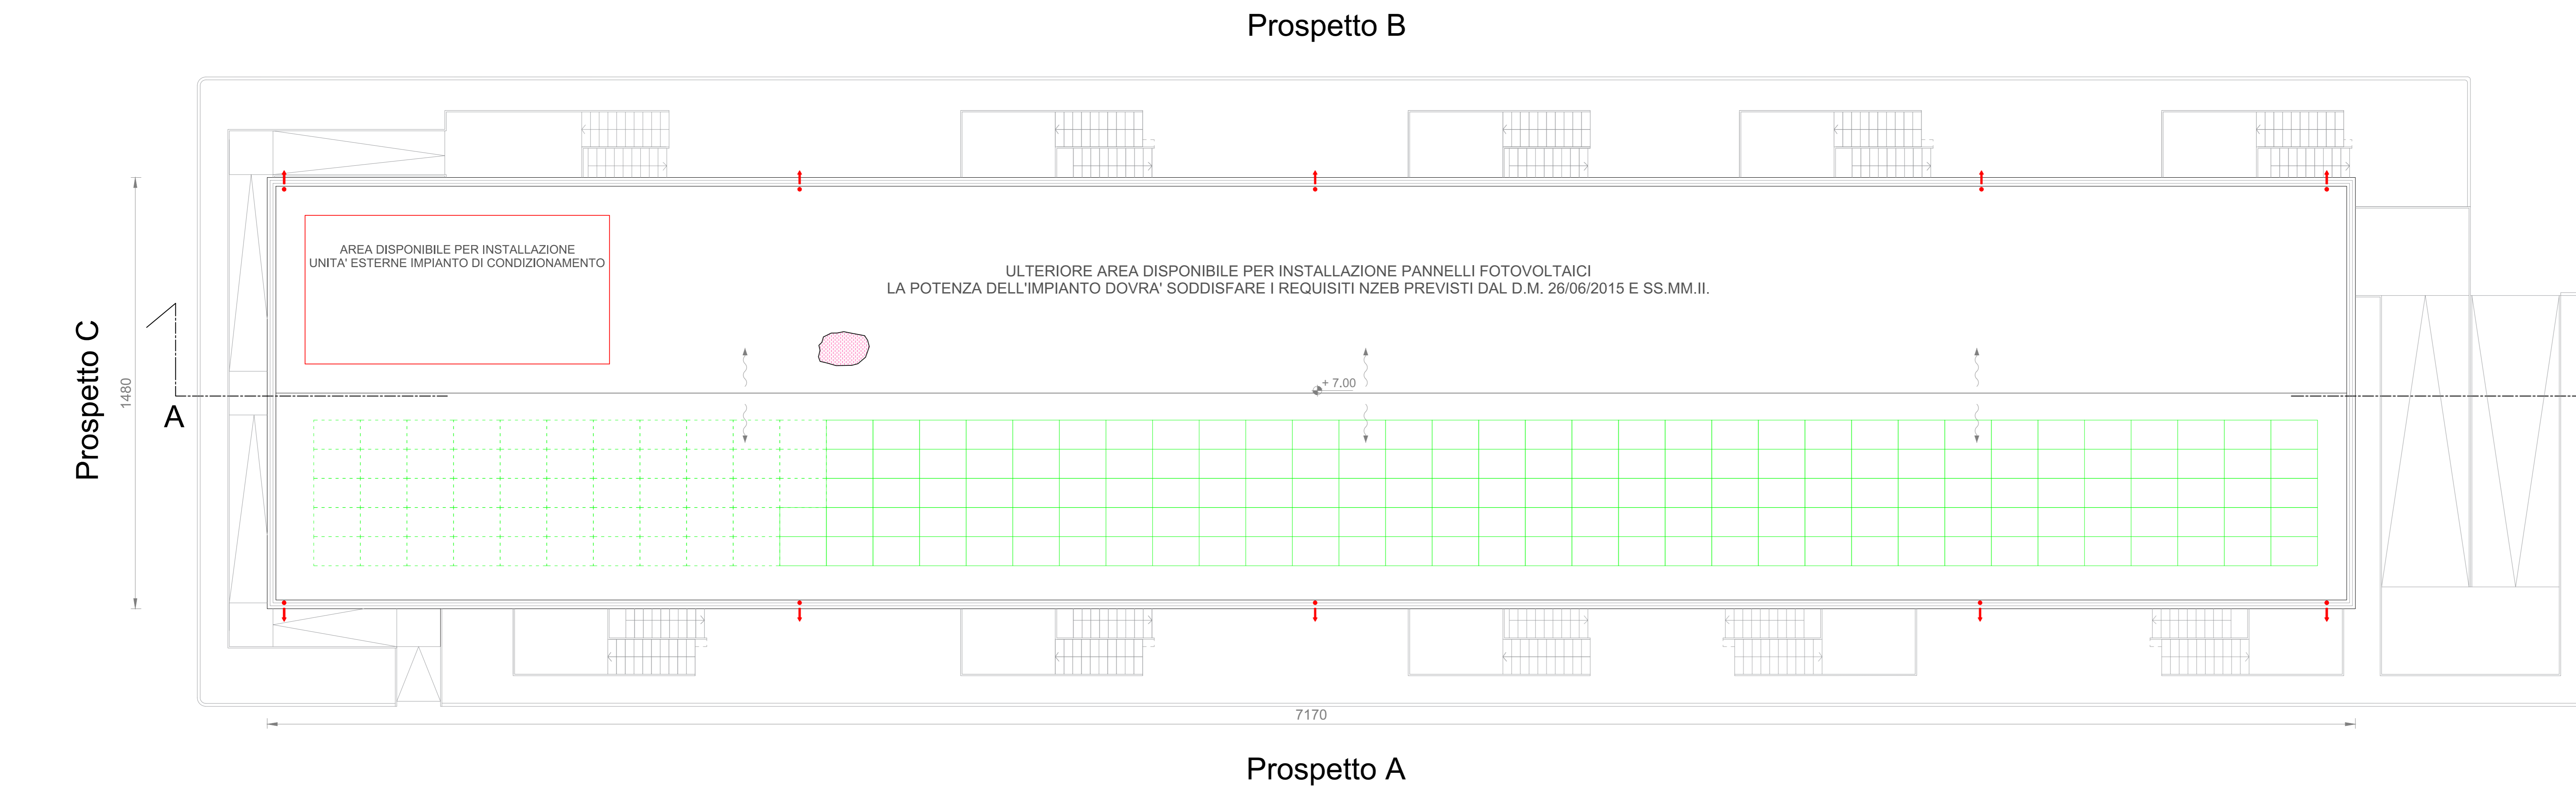 Prospetto B
AREA DISPONIBILE PER INSTALLAZIONE
UNITA' ESTERNE IMPIANTO DI CONDIZIONAMENTO
ULTERIORE AREA DISPONIBILE PER INSTALLAZIONE PANNELLI FOTOVOLTAICI
LA POTENZA DELL'IMPIANTO DOVRA' SODDISFARE I REQUISITI NZEB PREVISTI DAL D.M. 26/06/2015 E SS.MM.II.
Prospetto C
1480
+ 7.00
A
7170
Prospetto A